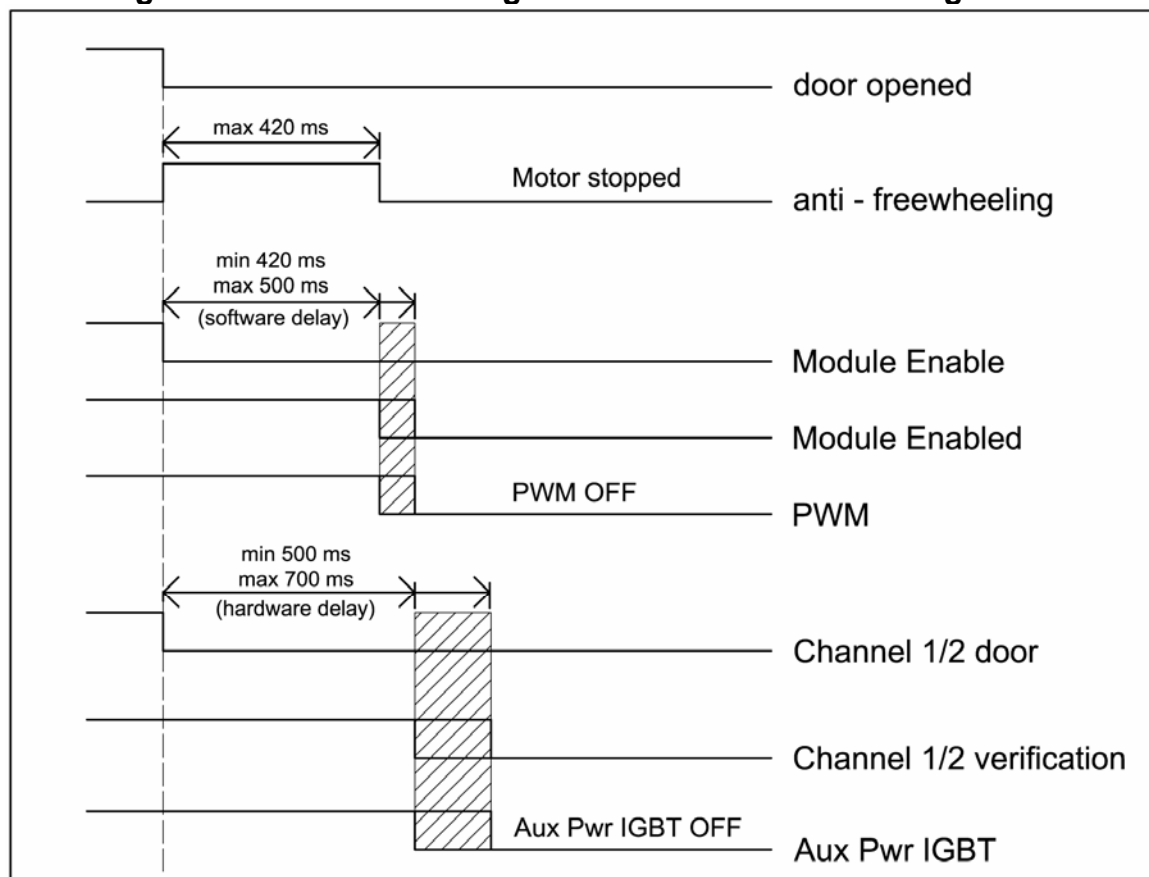 door opened
max 420 ms
Motor stopped
anti - freewheeling
min 420 ms
max 500 ms
(software delay)
Module Enable
Module Enabled
PWM OFF
PWM
min 500 ms
max 700 ms
(hardware delay)
Channel 1/2 door
Channel 1/2 verification
Aux Pwr IGBT OFF
Aux Pwr IGBT